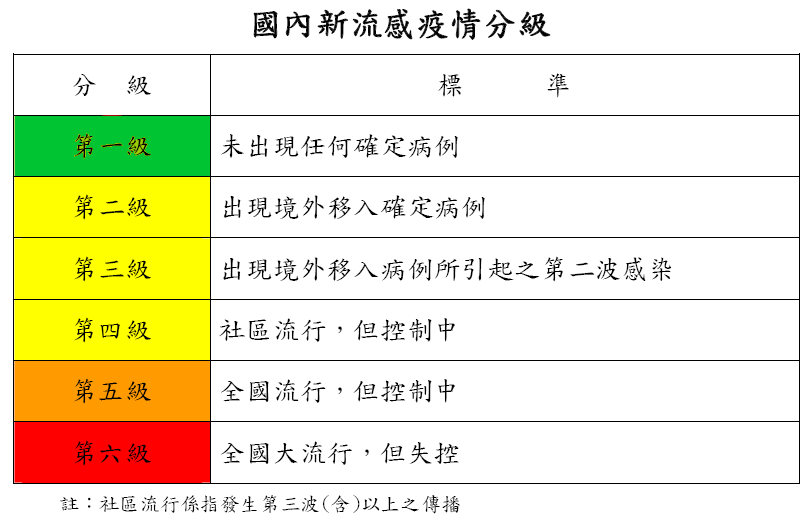 國內新流感疫情分級
分 級 標 準
第一級 未出現任何確定病例
第二級 出現境外移入確定病例
第三級 出現境外移入病例所引起之第二波感染
第四級 社區流行，但控制中
第五級 全國流行，但控制中
第六級 全國大流行，但失控
註：社區流行係指發生第三波(含)以上之傳播